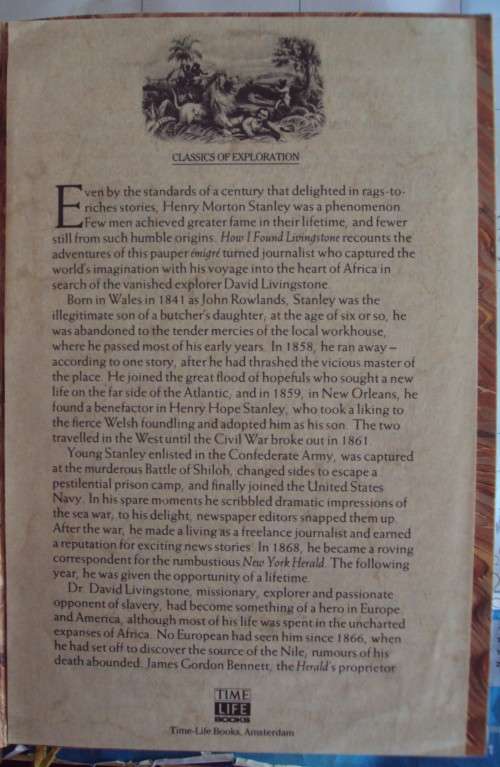 CLASSICS OF EXPLORATION
Even by the standards of a century that delighted in rags-to-
riches stories, Henry Morton Stanley was a phenomenon.
Few men achieved greater fame in their lifetime, and fewer
still from such humble origins. How I Found Livingstone recounts the
adventures of this pauper émigré turned journalist who captured the
world's imagination with his voyage into the heart of Africa in
search of the vanished explorer David Livingstone.
Born in Wales in 1841 as John Rowlands, Stanley was the
illegitimate son of a butcher's daughter; at the age of six or so, he
was abandoned to the tender mercies of the local workhouse,
where he passed most of his early years. In 1858, he ran away –
according to one story, after he had thrashed the vicious master of
the place. He joined the great flood of hopefuls who sought a new
life on the far side of the Atlantic, and in 1859, in New Orleans, he
found a benefactor in Henry Hope Stanley, who took a liking to
the fierce Welsh foundling and adopted him as his son. The two
travelled in the West until the Civil War broke out in 1861.
Young Stanley enlisted in the Confederate Army, was captured
at the murderous Battle of Shiloh, changed sides to escape a
pestilential prison camp, and finally joined the United States
Navy. In his spare moments he scribbled dramatic impressions of
the sea war; to his delight, newspaper editors snapped them up.
After the war, he made a living as a freelance journalist and earned
a reputation for exciting news stories. In 1868, he became a roving
correspondent for the rumbustious New York Herald. The following
year, he was given the opportunity of a lifetime.
Dr. David Livingstone, missionary, explorer and passionate
opponent of slavery, had become something of a hero in Europe
and America, although most of his life was spent in the uncharted
expanses of Africa. No European had seen him since 1866, when
he had set off to discover the source of the Nile; rumours of his
death abounded. James Gordon Bennett, the Herald's proprietor
TIME
LIFE
BOOKS
Time-Life Books, Amsterdam